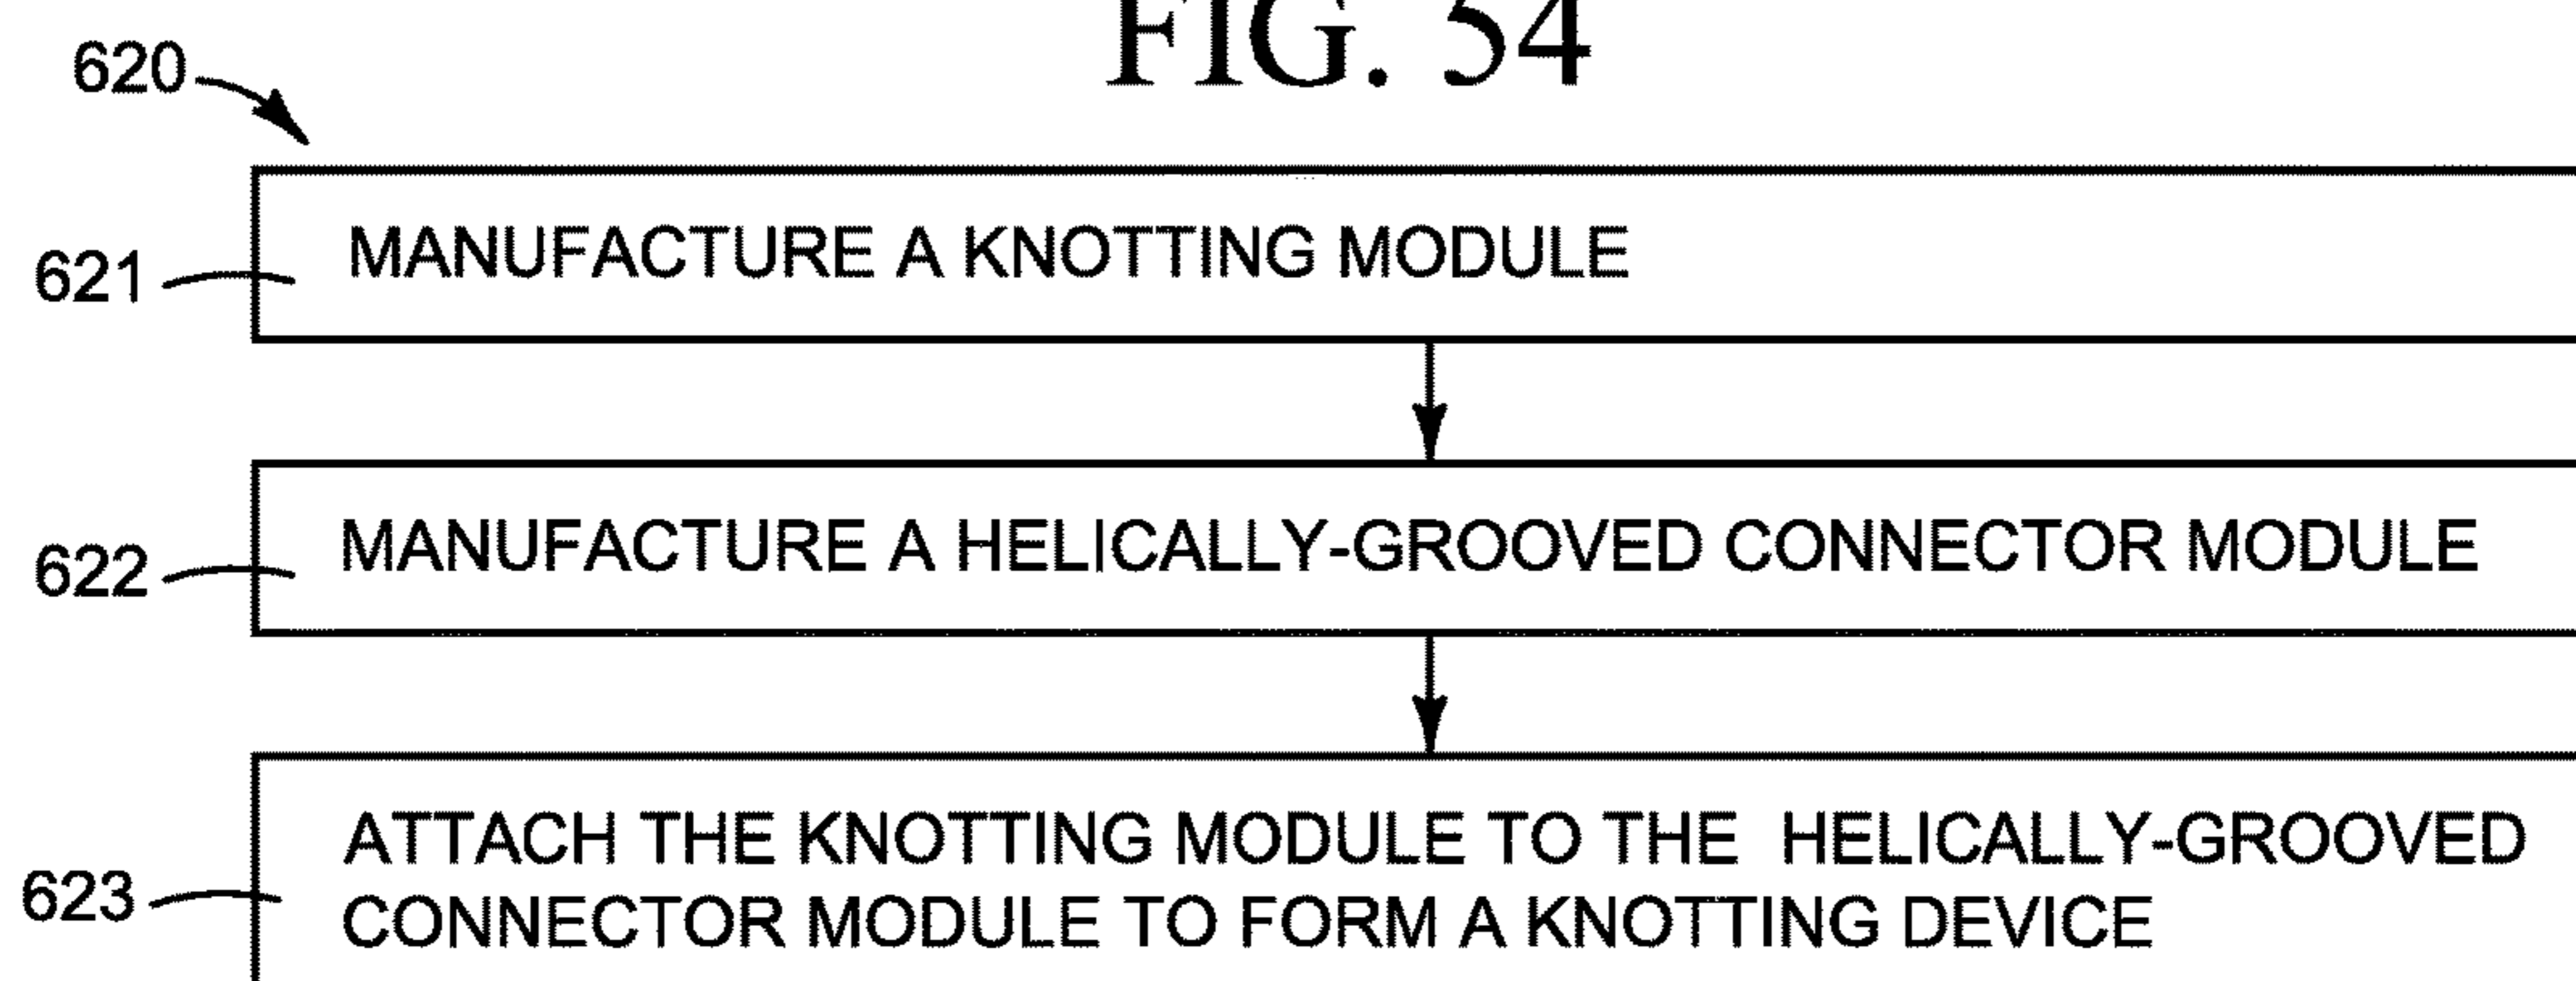 FIG. 54
620
621 MANUFACTURE A KNOTTING MODULE
622 MANUFACTURE A HELICALLY-GROOVED CONNECTOR MODULE
623 ATTACH THE KNOTTING MODULE TO THE HELICALLY-GROOVED
CONNECTOR MODULE TO FORM A KNOTTING DEVICE